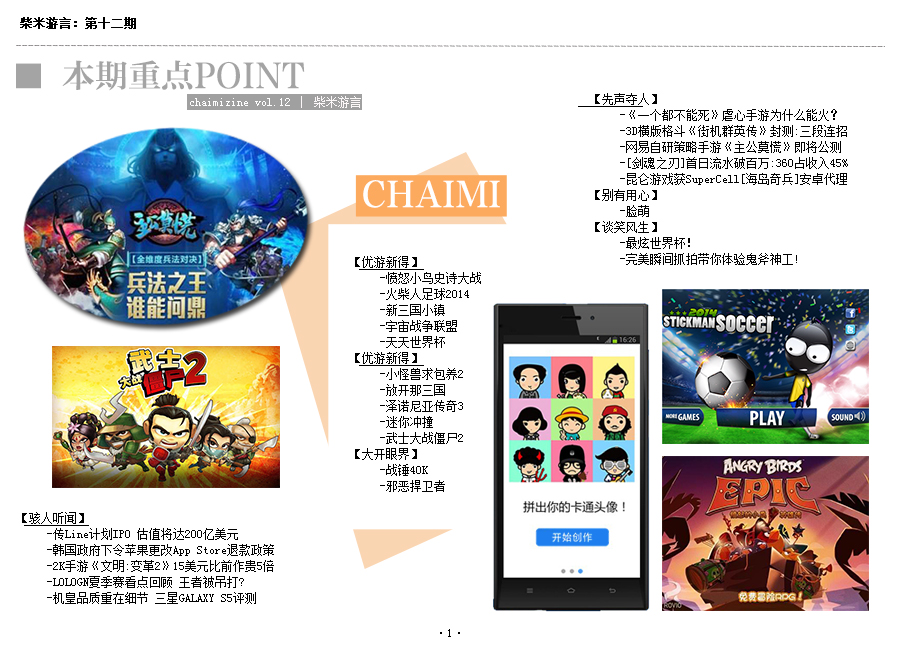 柴米游言：第十二期
本期重点POINT
chaimizine vol.12 | 柴米游言
【先声夺人】
-《一个都不能死》虐心手游为什么能火？
-3D横版格斗《街机群英传》封测:三段连招
-网易自研策略手游《主公莫慌》即将公测
-[剑魂之刃]首日流水破百万:360占收入45%
-昆仑游戏获SuperCell[海岛奇兵]安卓代理
【别有用心】
-脸萌
【谈笑风生】
-最炫世界杯！
-完美瞬间抓拍带你体验鬼斧神工！
主公莫慌
【全维度兵法对决】
兵法之王
谁能问鼎
CHAIMI
【优游新得】
-愤怒小鸟史诗大战
-火柴人足球2014
-新三国小镇
-宇宙战争联盟
-天天世界杯
【优游新得】
-小怪兽求包养2
-放开那三国
-泽诺尼亚传奇3
-迷你冲撞
-武士大战僵尸2
【大开眼界】
-战锤40K
-邪恶捍卫者
武士
大战
僵尸2
16:26
拼出你的卡通头像！
开始创作
2014
STICKMAN SOCCER
MORE GAMES
PLAY
SOUND
ANGRY BIRDS
EPIC
免费冒险RPG！
ROVIO
【骇人听闻】
-传Line计划IPO 估值将达200亿美元
-韩国政府下令苹果更改App Store退款政策
-2K手游《文明:变革2》15美元比前作贵5倍
-LOLOGN夏季赛看点回顾 王者被吊打?
-机皇品质重在细节 三星GALAXY S5评测
·1·